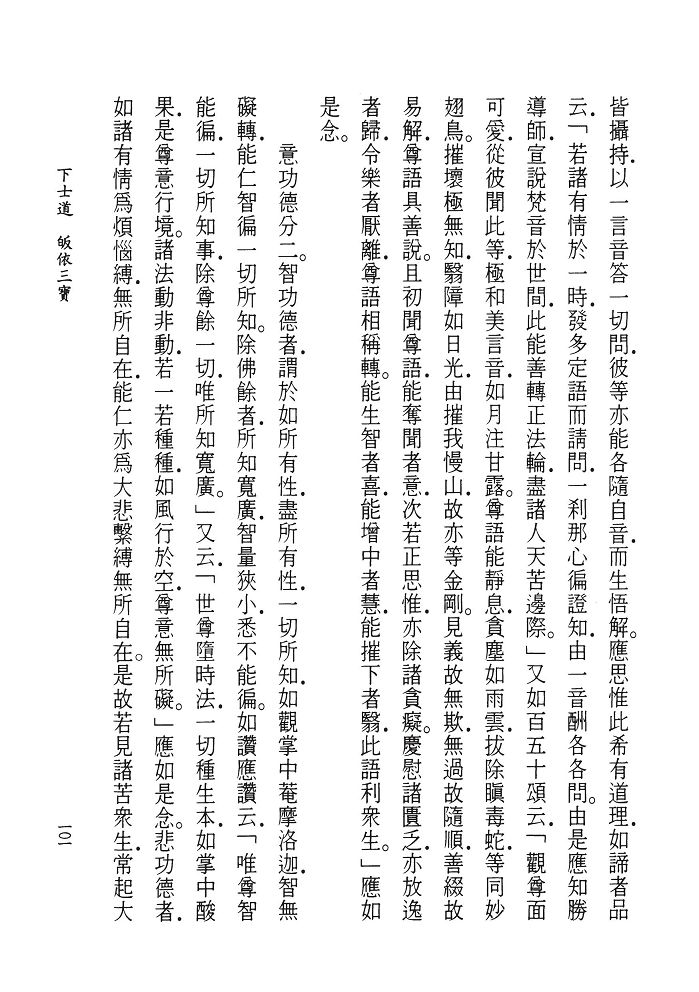 皆攝持．以一言音答一切問．彼等亦能各隨自音．而生悟解。應思惟此希有道理．如諦者品
云．「若諸有情於一時．發多定語而請問．一剎那心徧證知．由一音酬各各問。由是應知勝
導師．宣說梵音於世間．此能善轉正法輪．盡諸人天苦邊際。」又如百五十頌云．「觀尊面
可愛．從彼聞此等．極和美言音．如月注甘露。尊語能靜息．貪塵如雨雲．拔除瞋毒蛇．等同妙
翅鳥。摧壞極無知．翳障如日光．由摧我慢山．故亦等金剛。見義故無欺．無過故隨順．善綴故
易解．尊語具善說。且初聞尊語．能奪聞者意．次若正思惟．亦除諸貪癡。慶慰諸匱乏．亦放逸
者歸．令樂者厭離．尊語相稱轉。能生智者喜．能增中者慧．能摧下者翳．此語利衆生。」應如
是念。
意功德分二。智功德者．謂於如所有性．盡所有性．一切所知．如觀掌中菴摩洛迦．智無
礙轉．能仁智徧一切所知。除佛餘者．所知寬廣．智量狹小．悉不能徧。如讚應讚云．「唯尊智
能徧．一切所知事．除尊餘一切．唯所知寬廣。」又云．「世尊墮時法．一切種生本．如掌中酸
果．是尊意行境。諸法動非動．若一若種種．如風行於空．尊意無所礙。」應如是念。悲功德者．
如諸有情爲煩惱縛．無所自在．能仁亦爲大悲繫縛無所自在。是故若見諸苦衆生．常起大
下士道　皈依三寶
一〇一